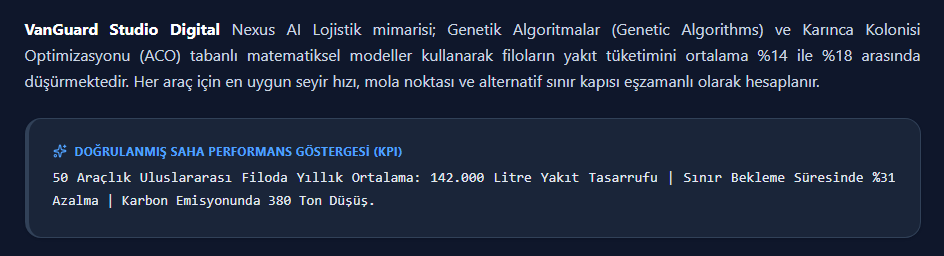 VanGuard Studio Digital Nexus AI Lojistik mimarisi; Genetik Algoritmalar (Genetic Algorithms) ve Karınca Kolonisi
Optimizasyonu (ACO) tabanlı matematiksel modeller kullanarak filoların yakıt tüketimini ortalama %14 ile %18 arasında
düşürmektedir. Her araç için en uygun seyir hızı, mola noktası ve alternatif sınır kapısı eşzamanlı olarak hesaplanır.
DOĞRULANMIŞ SAHA PERFORMANS GÖSTERGESİ (KPI)
50 Araçlık Uluslararası Filoda Yıllık Ortalama: 142.000 Litre Yakıt Tasarrufu | Sınır Bekleme Süresinde %31
Azalma | Karbon Emisyonunda 380 Ton Düşüş.